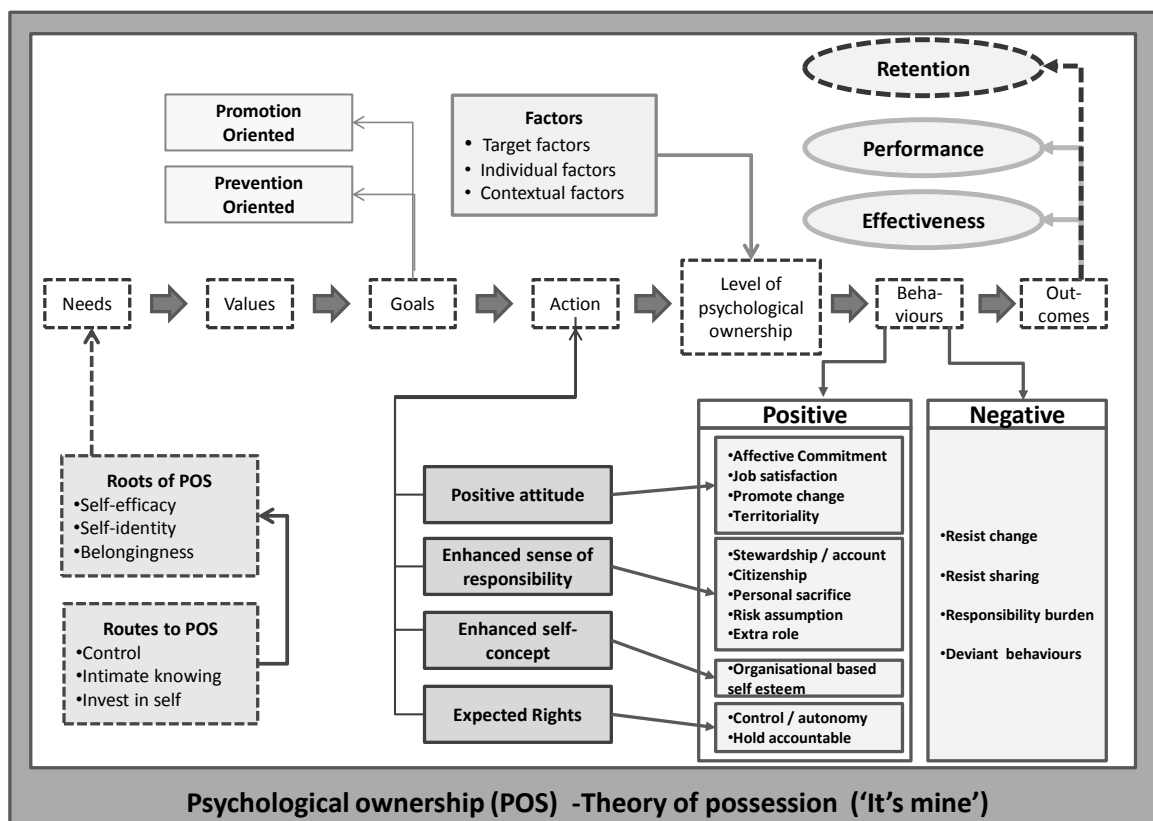 Retention
Promotion
Oriented
Factors
• Target factors
• Individual factors
• Contextual factors
Performance
Prevention
Oriented
Effectiveness
Needs
Values
Goals
Action
Level of
psychological
ownership
Beha-
viours
Out-
comes
Roots of POS
•Self-efficacy
•Self-identity
•Belongingness
Routes to POS
•Control
•Intimate knowing
•Invest in self
Positive attitude
Enhanced sense of
responsibility
Enhanced self-
concept
Expected Rights
Positive
•Affective Commitment
•Job satisfaction
•Promote change
•Territoriality
•Stewardship / account
•Citizenship
•Personal sacrifice
•Risk assumption
•Extra role
•Organisational based
self esteem
•Control / autonomy
•Hold accountable
Negative
•Resist change
•Resist sharing
•Responsibility burden
•Deviant behaviours
Psychological ownership (POS) -Theory of possession (‘It’s mine’)